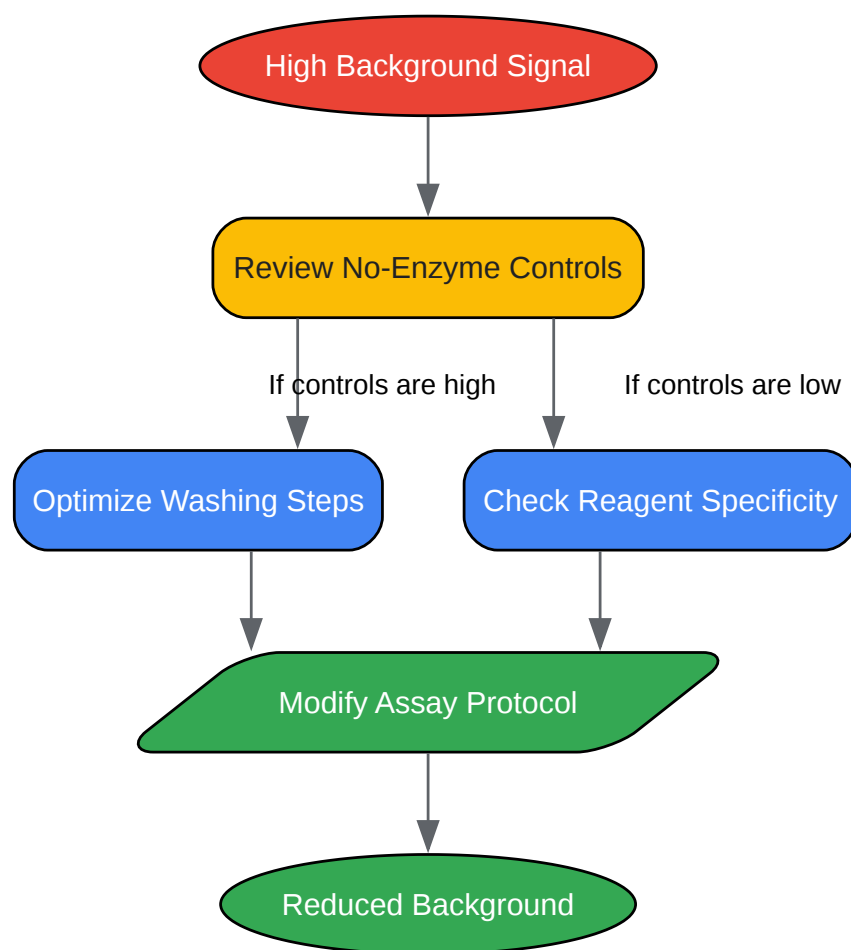 High Background Signal
Review No-Enzyme Controls
If controls are high
If controls are low
Optimize Washing Steps
Check Reagent Specificity
Modify Assay Protocol
Reduced Background